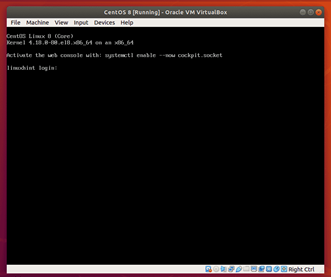 CentOS 8 [Running] - Oracle VM VirtualBox
File Machine View Input Devices Help
CentOS Linux 8 (Core)
Kernel 4.18.0-80.el8.x86_64 on an x86_64
Activate the web console with: systemctl enable --now cockpit.socket
linuxhint login:
Right Ctrl